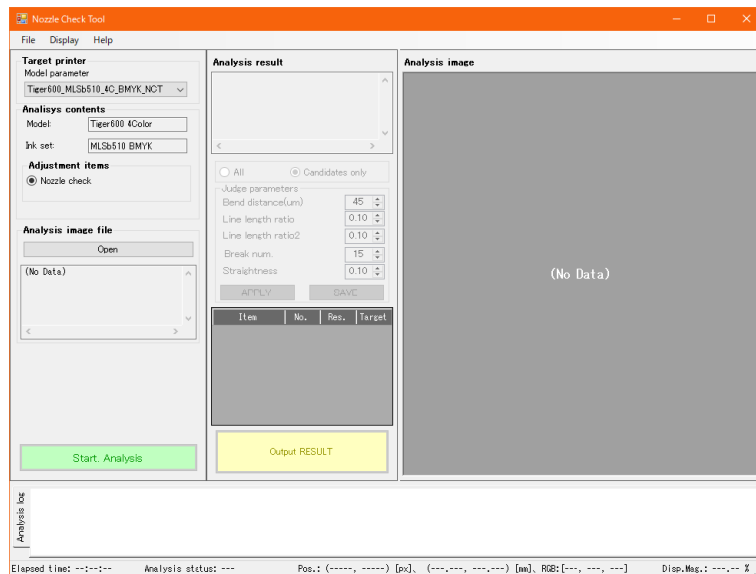 Nozzle Check Tool
File Display Help
Target printer
Model parameter
Tiger600_MLSb510_4C_BMYK_NCT
Analisys contents
Model: Tiger600 4Color
Ink set: MLSb510 BMYK
Adjustment items
Nozzle check
Analysis image file
Open
(No Data)
Start. Analysis
Analysis result
All Candidates only
Judge parameters
Bend distance(um) 45
Line length ratio 0.10
Line length ratio2 0.10
Break num. 15
Straightness 0.10
APPLY SAVE
Item No. Res. Target
Output RESULT
Analysis image
(No Data)
Analysis log
Elapsed time: --:--:-- Analysis status: --- Pos.: (-----, -----) [px]、 (---.---, ---.---) [mm]、RGB:[---, ---, ---] Disp.Mag.: ---.-- %